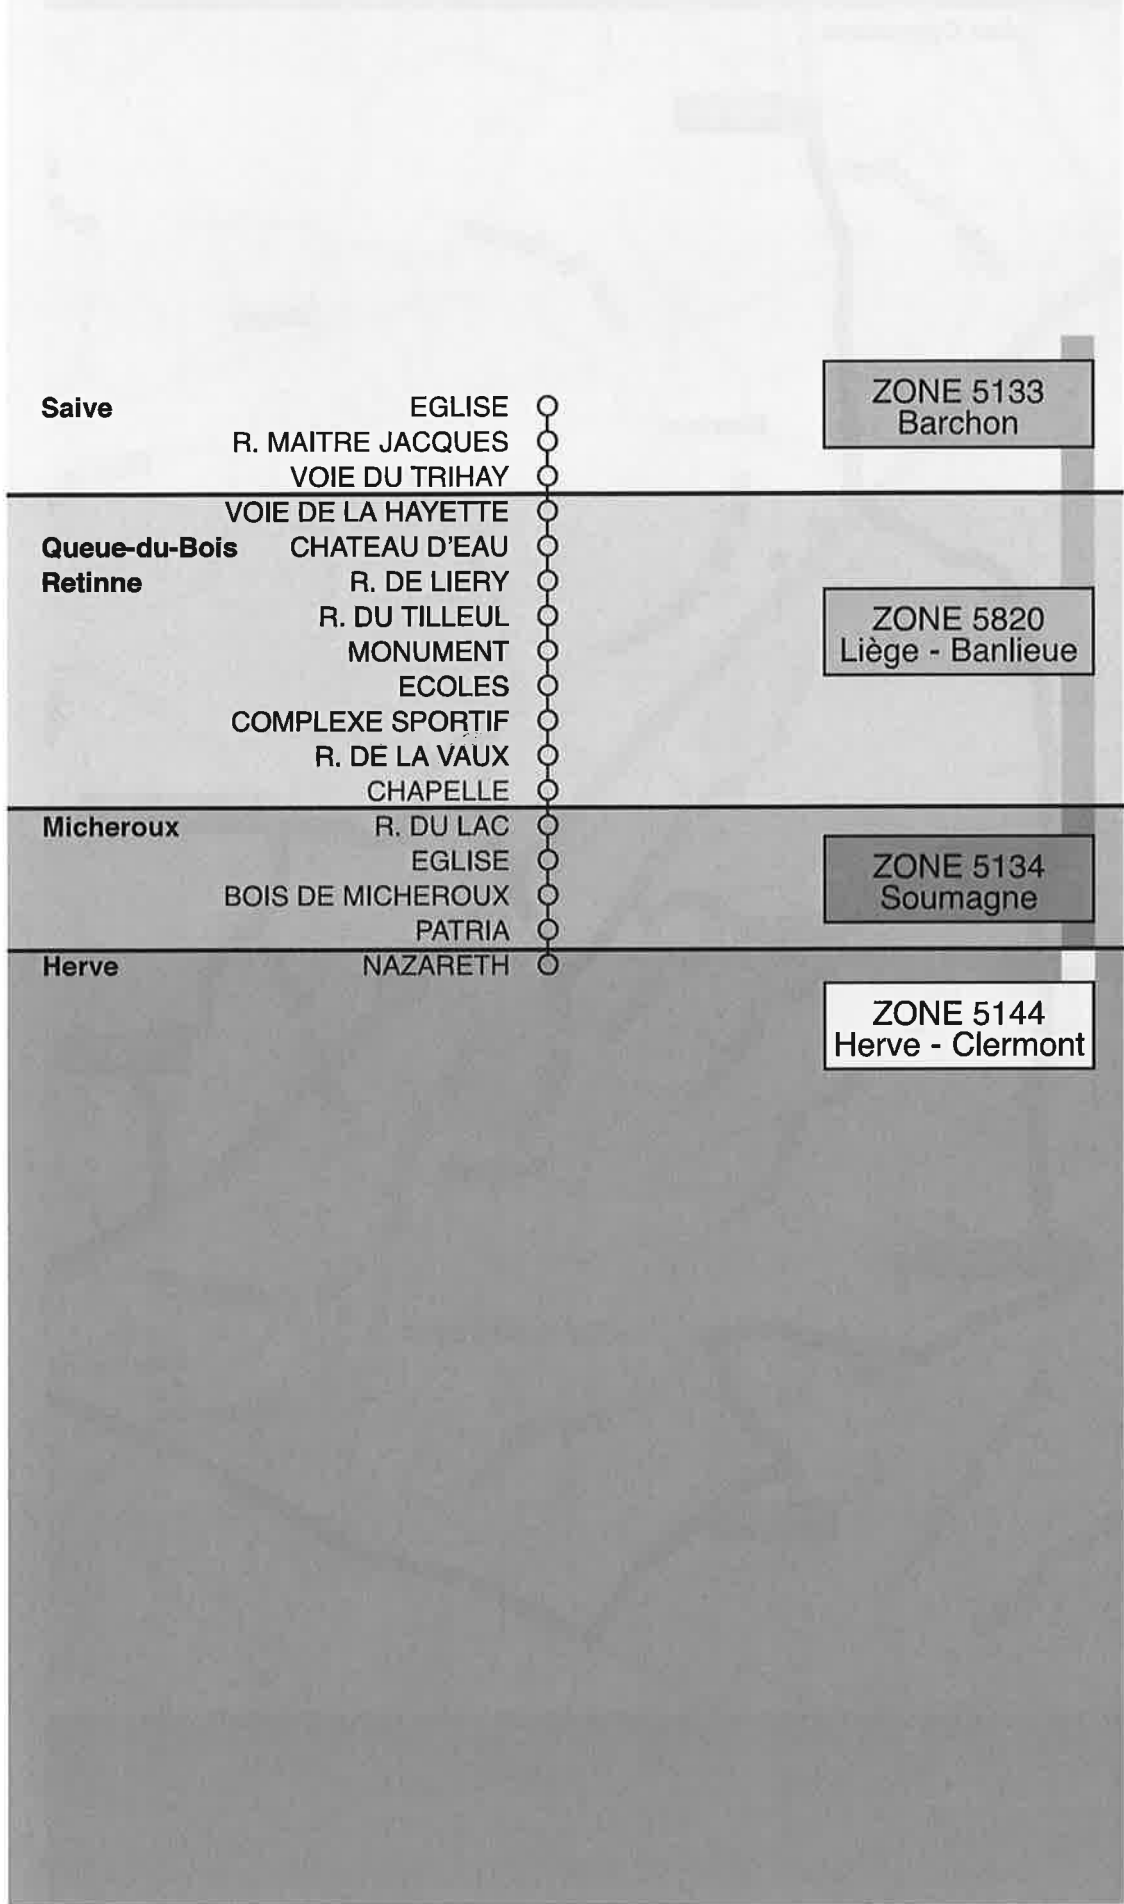 Saive EGLISE
R. MAITRE JACQUES
VOIE DU TRIHAY
VOIE DE LA HAYETTE
Queue-du-Bois CHATEAU D'EAU
Retinne R. DE LIERY
R. DU TILLEUL
MONUMENT
ECOLES
COMPLEXE SPORTIF
R. DE LA VAUX
CHAPELLE
Micheroux R. DU LAC
EGLISE
BOIS DE MICHEROUX
PATRIA
Herve NAZARETH
ZONE 5133
Barchon
ZONE 5820
Liège - Banlieue
ZONE 5134
Soumagne
ZONE 5144
Herve - Clermont